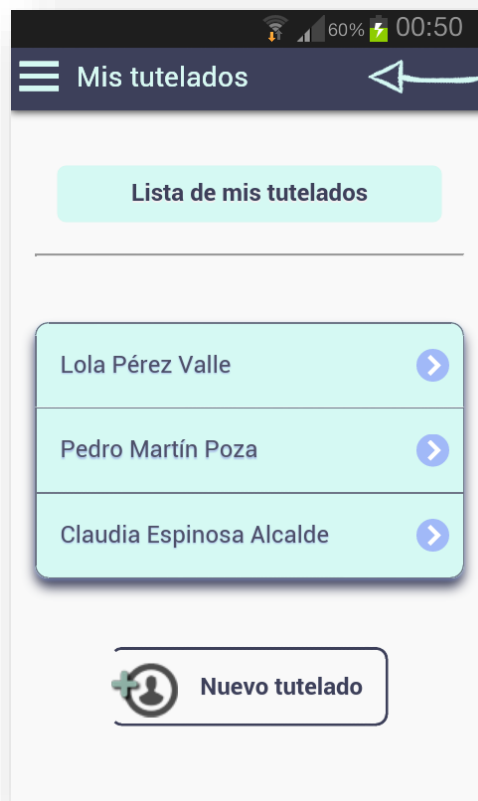 60% 00:50
Mis tutelados
Lista de mis tutelados
Lola Pérez Valle
Pedro Martín Poza
Claudia Espinosa Alcalde
Nuevo tutelado